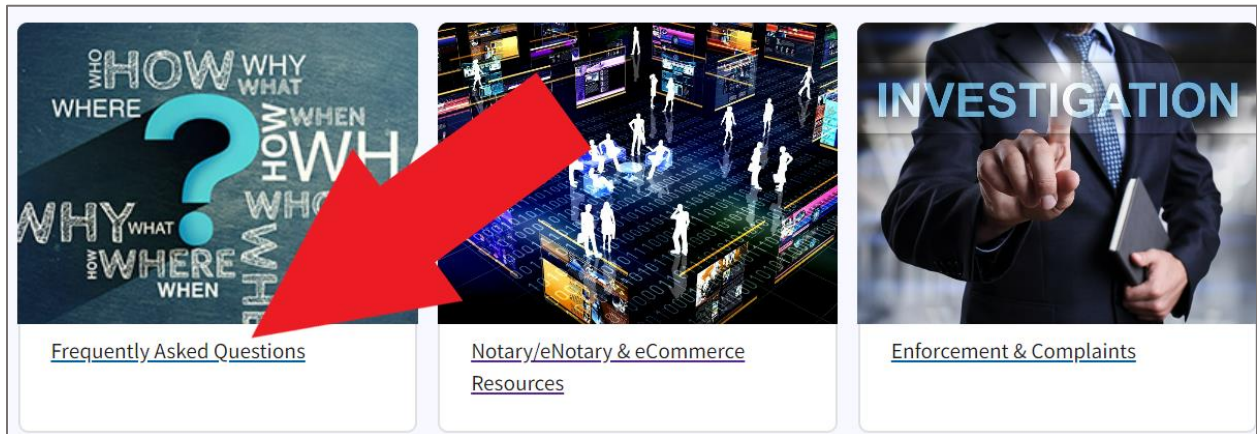 WHO
HOW
WHY
WHAT
WHERE
HOW
WHEN
WH
WHY
WHAT
HOW
WHERE
WHEN
INVESTIGATION
Frequently Asked Questions
Notary/eNotary & eCommerce
Resources
Enforcement & Complaints